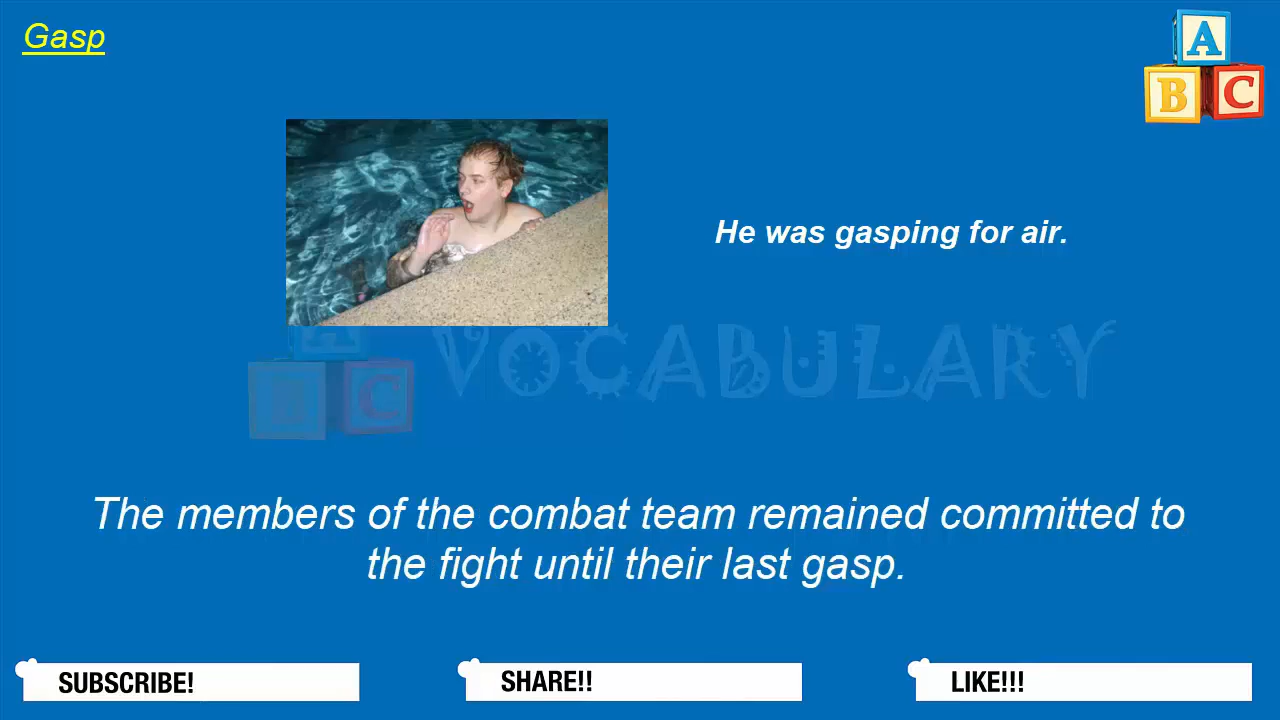 Gasp
A
B C
He was gasping for air.
A VOCABULARY
B C
The members of the combat team remained committed to
the fight until their last gasp.
SUBSCRIBE!
SHARE!!
LIKE!!!